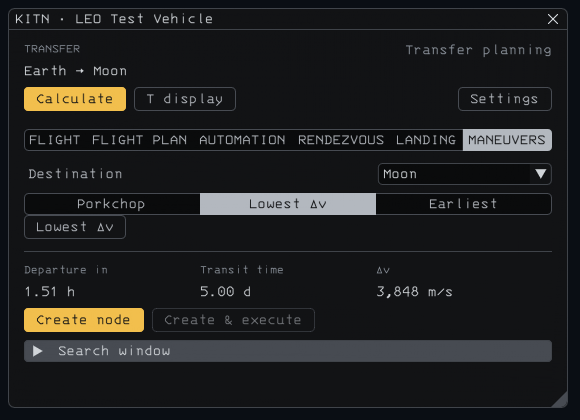 KITN · LEO Test Vehicle
TRANSFER Transfer planning
Earth → Moon
Calculate T display Settings
FLIGHT FLIGHT PLAN AUTOMATION RENDEZVOUS LANDING MANEUVERS
Destination Moon
Porkchop Lowest Δv Earliest
Lowest Δv
Departure in Transit time Δv
1.51 h 5.00 d 3,848 m/s
Create node Create & execute
Search window